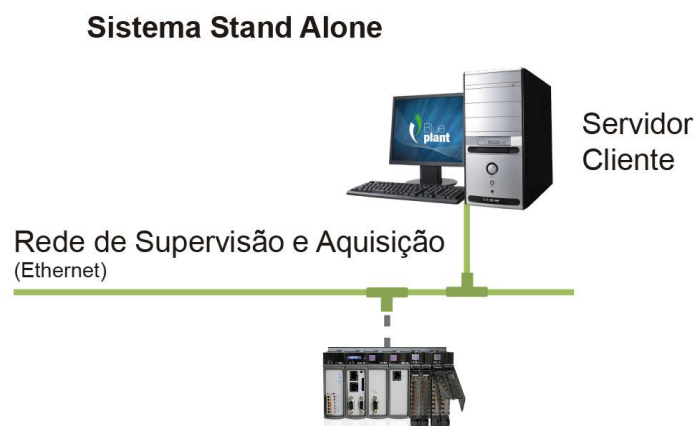 Sistema Stand Alone
Blue
plant
Servidor
Cliente
Rede de Supervisão e Aquisição
(Ethernet)